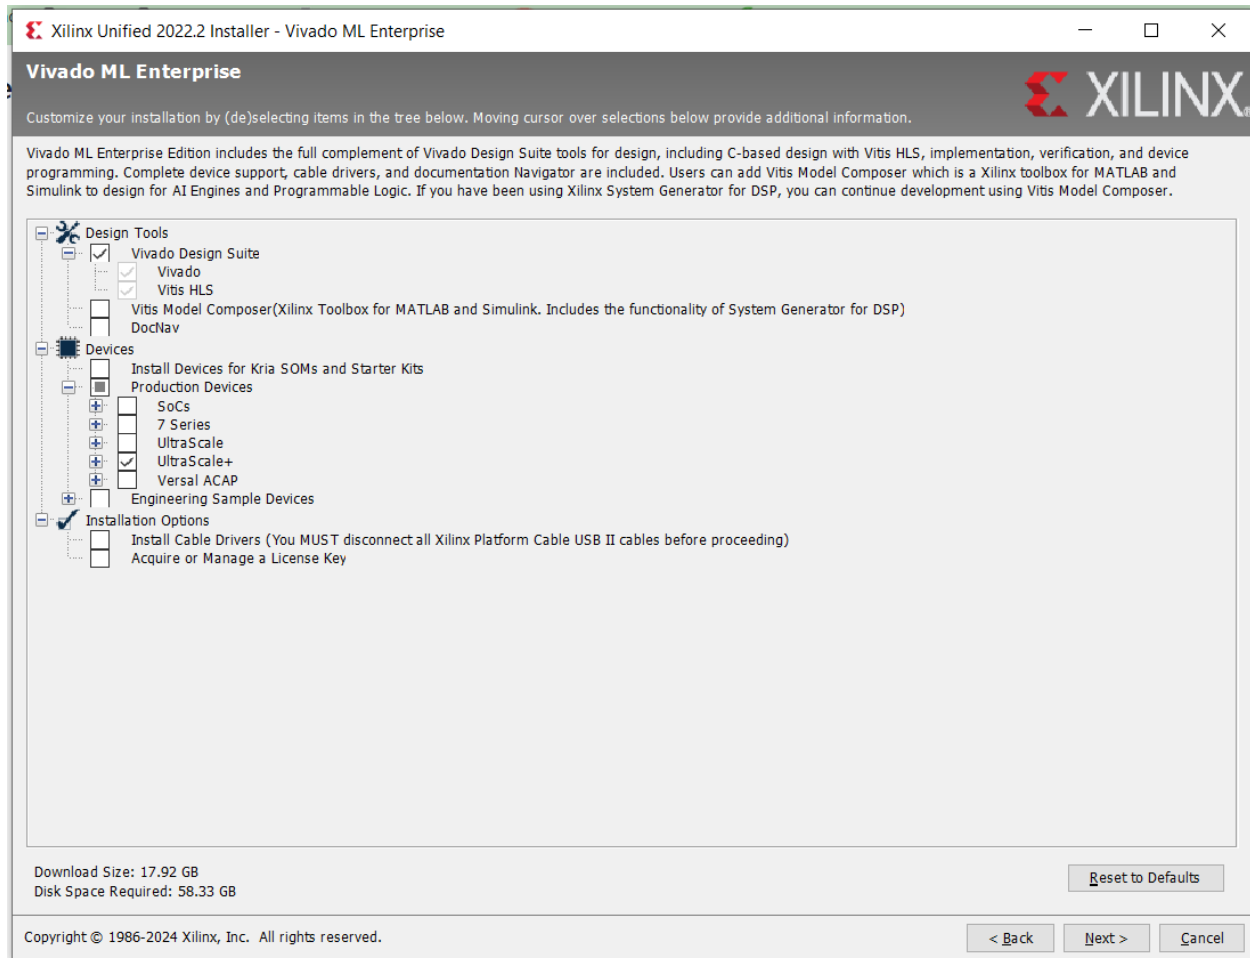 Xilinx Unified 2022.2 Installer - Vivado ML Enterprise
Vivado ML Enterprise
XILINX
Customize your installation by (de)selecting items in the tree below. Moving cursor over selections below provide additional information.
Vivado ML Enterprise Edition includes the full complement of Vivado Design Suite tools for design, including C-based design with Vitis HLS, implementation, verification, and device
programming. Complete device support, cable drivers, and documentation Navigator are included. Users can add Vitis Model Composer which is a Xilinx toolbox for MATLAB and
Simulink to design for AI Engines and Programmable Logic. If you have been using Xilinx System Generator for DSP, you can continue development using Vitis Model Composer.
Design Tools
Vivado Design Suite
Vivado
Vitis HLS
Vitis Model Composer(Xilinx Toolbox for MATLAB and Simulink. Includes the functionality of System Generator for DSP)
DocNav
Devices
Install Devices for Kria SOMs and Starter Kits
Production Devices
SoCs
7 Series
UltraScale
UltraScale+
Versal ACAP
Engineering Sample Devices
Installation Options
Install Cable Drivers (You MUST disconnect all Xilinx Platform Cable USB II cables before proceeding)
Acquire or Manage a License Key
Download Size: 17.92 GB
Disk Space Required: 58.33 GB
Reset to Defaults
Copyright © 1986-2024 Xilinx, Inc. All rights reserved.
< Back Next > Cancel